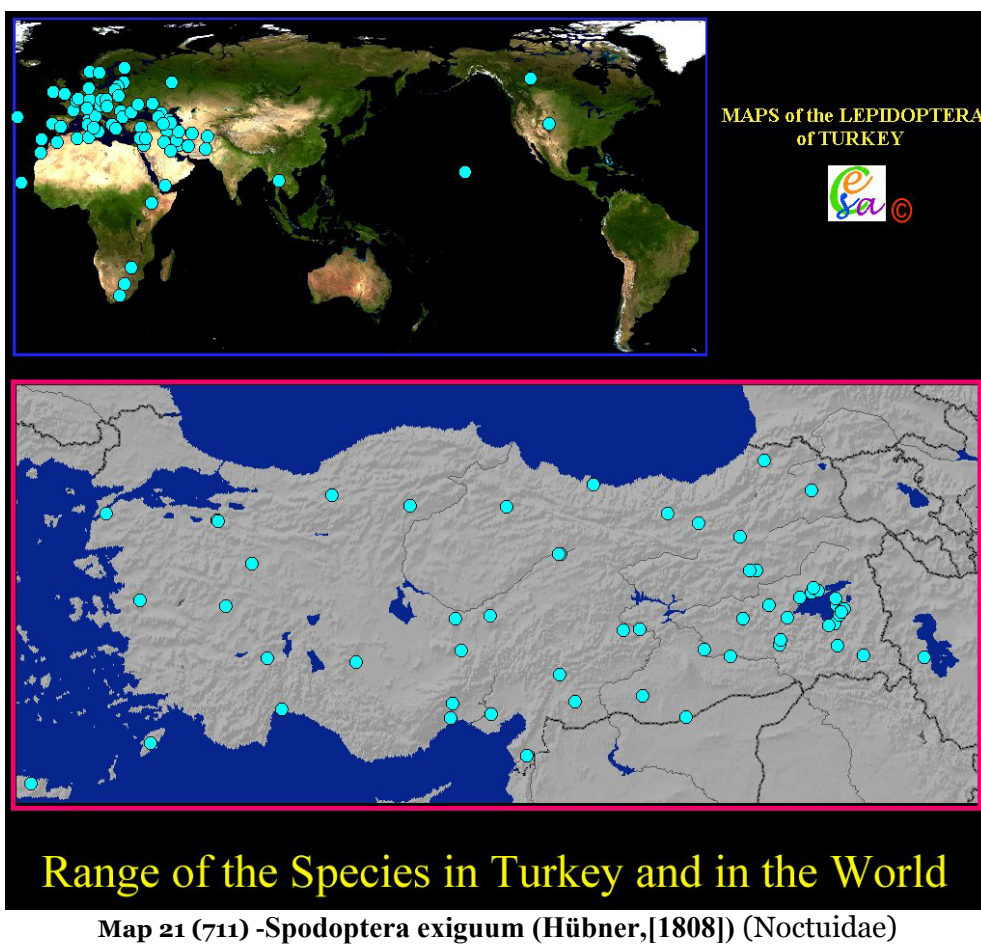 MAPS of the LEPIDOPTERA
of TURKEY
Cesa ©
Range of the Species in Turkey and in the World
Map 21 (711) -Spodoptera exiguum (Hübner,[1808]) (Noctuidae)